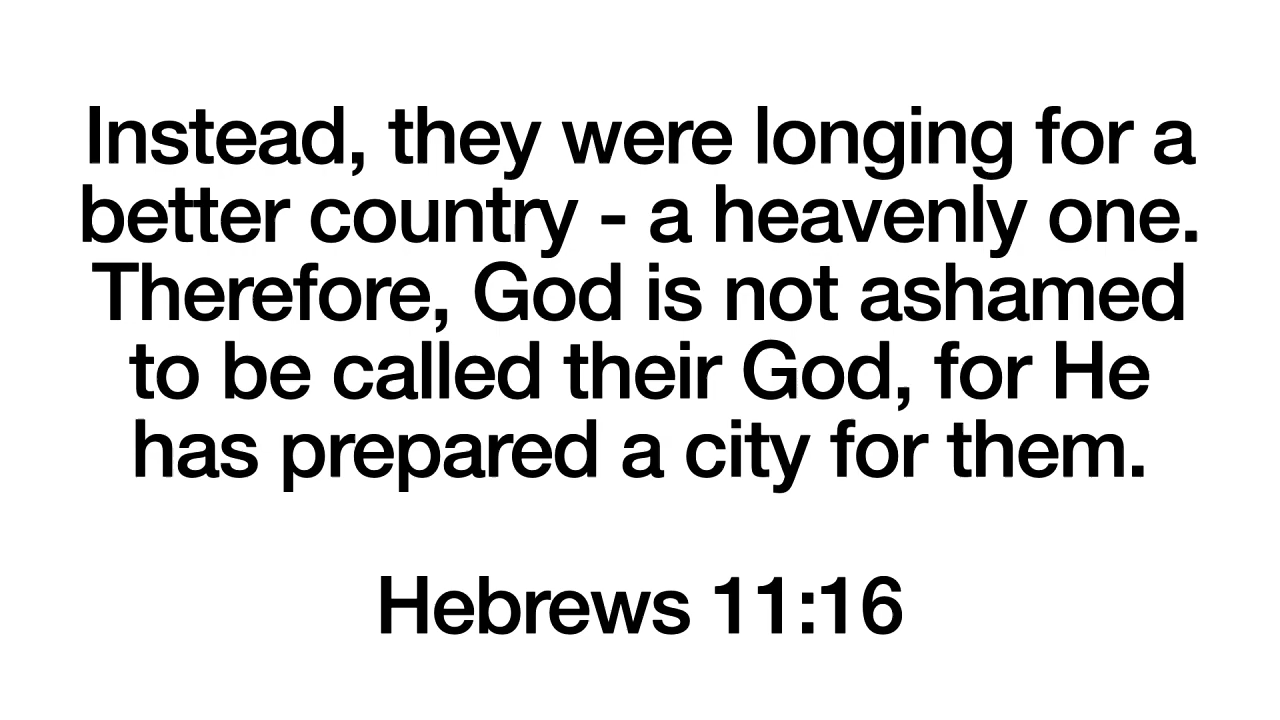 Instead, they were longing for a
better country - a heavenly one.
Therefore, God is not ashamed
to be called their God, for He
has prepared a city for them.
Hebrews 11:16